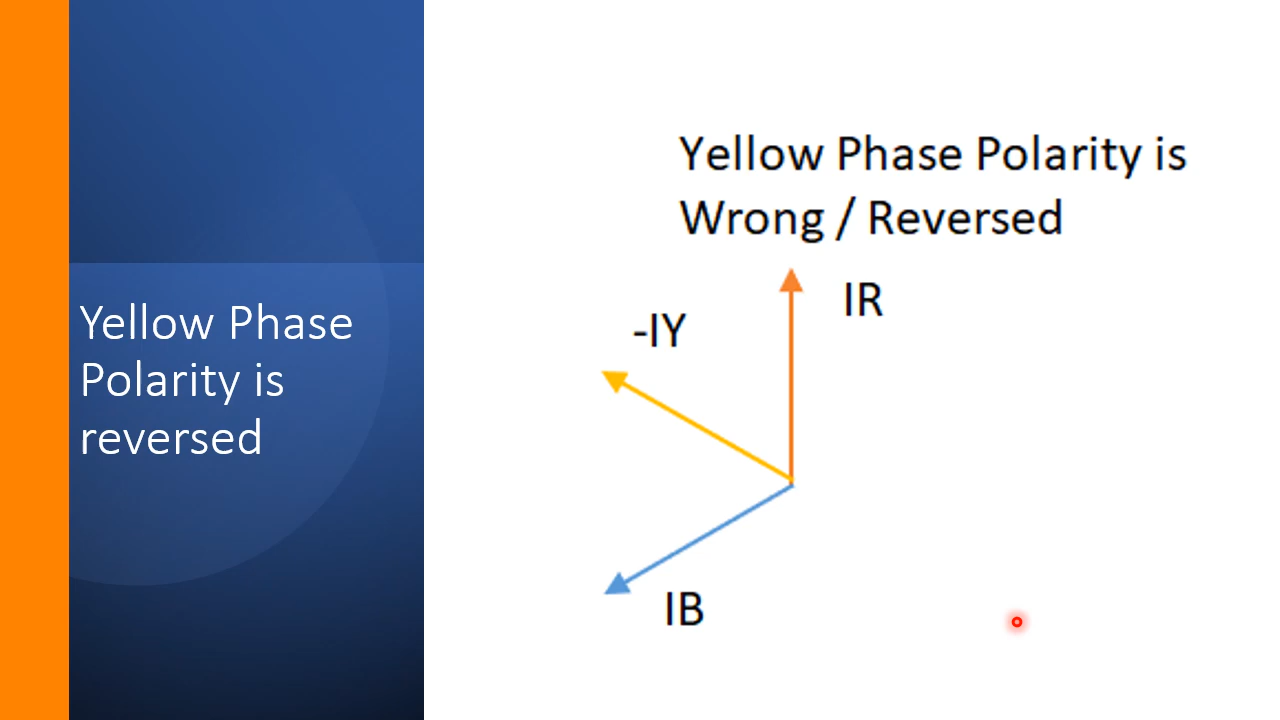 Yellow Phase
Polarity is
reversed
Yellow Phase Polarity is
Wrong / Reversed
IR
-IY
IB